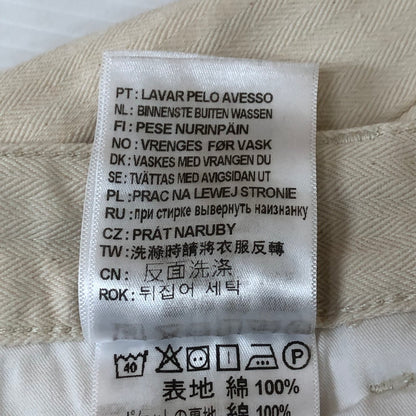 PT: LAVAR PELO AVESSO
NL: BINNENSTE BUITEN WASSEN
FI: PESE NURINPÄIN
NO: VRENGES FØR VASK
DK: VASKES MED VRANGEN DU
SE: TVÄTTAS MED AVIGSIDAN UT
PL: PRAC NA LEWEJ STRONIE
RU: при стирке вывернуть наизнанку
CZ: PRÁT NARUBY
TW: 洗滌時請將衣服反轉
CN: 反面洗涤
ROK: 뒤집어 세탁
40 P
表地 綿 100%
100%